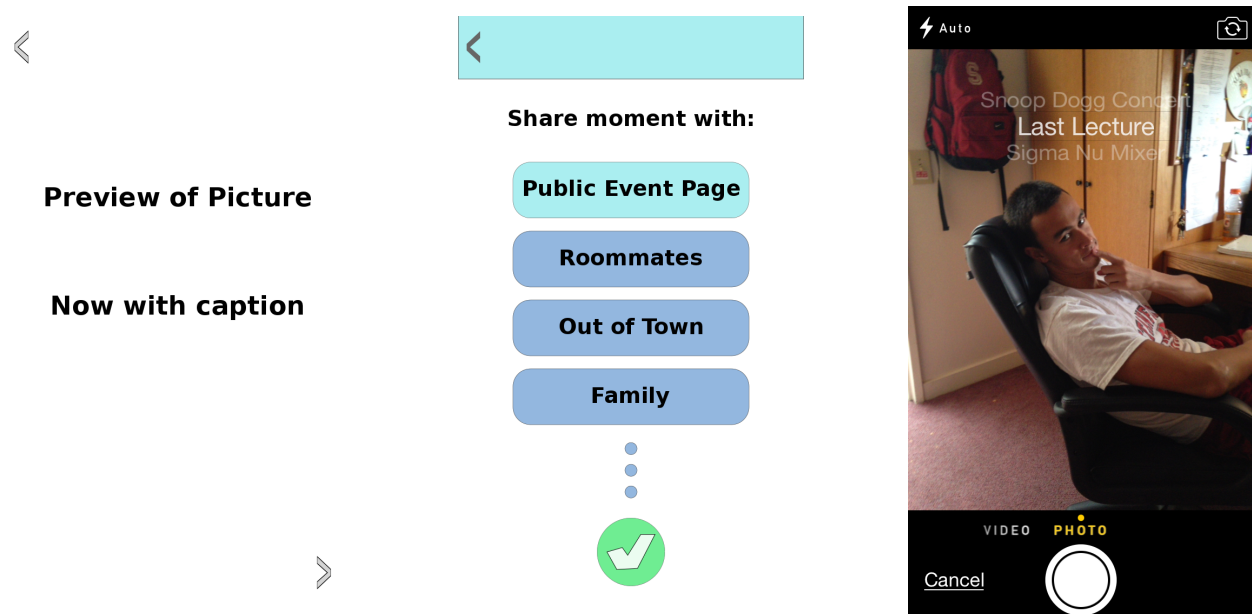 Preview of Picture
Now with caption
Share moment with:
Public Event Page
Roommates
Out of Town
Family
Auto
S
Snoop Dogg Concert
Last Lecture
Sigma Nu Mixer
VIDEO PHOTO
Cancel